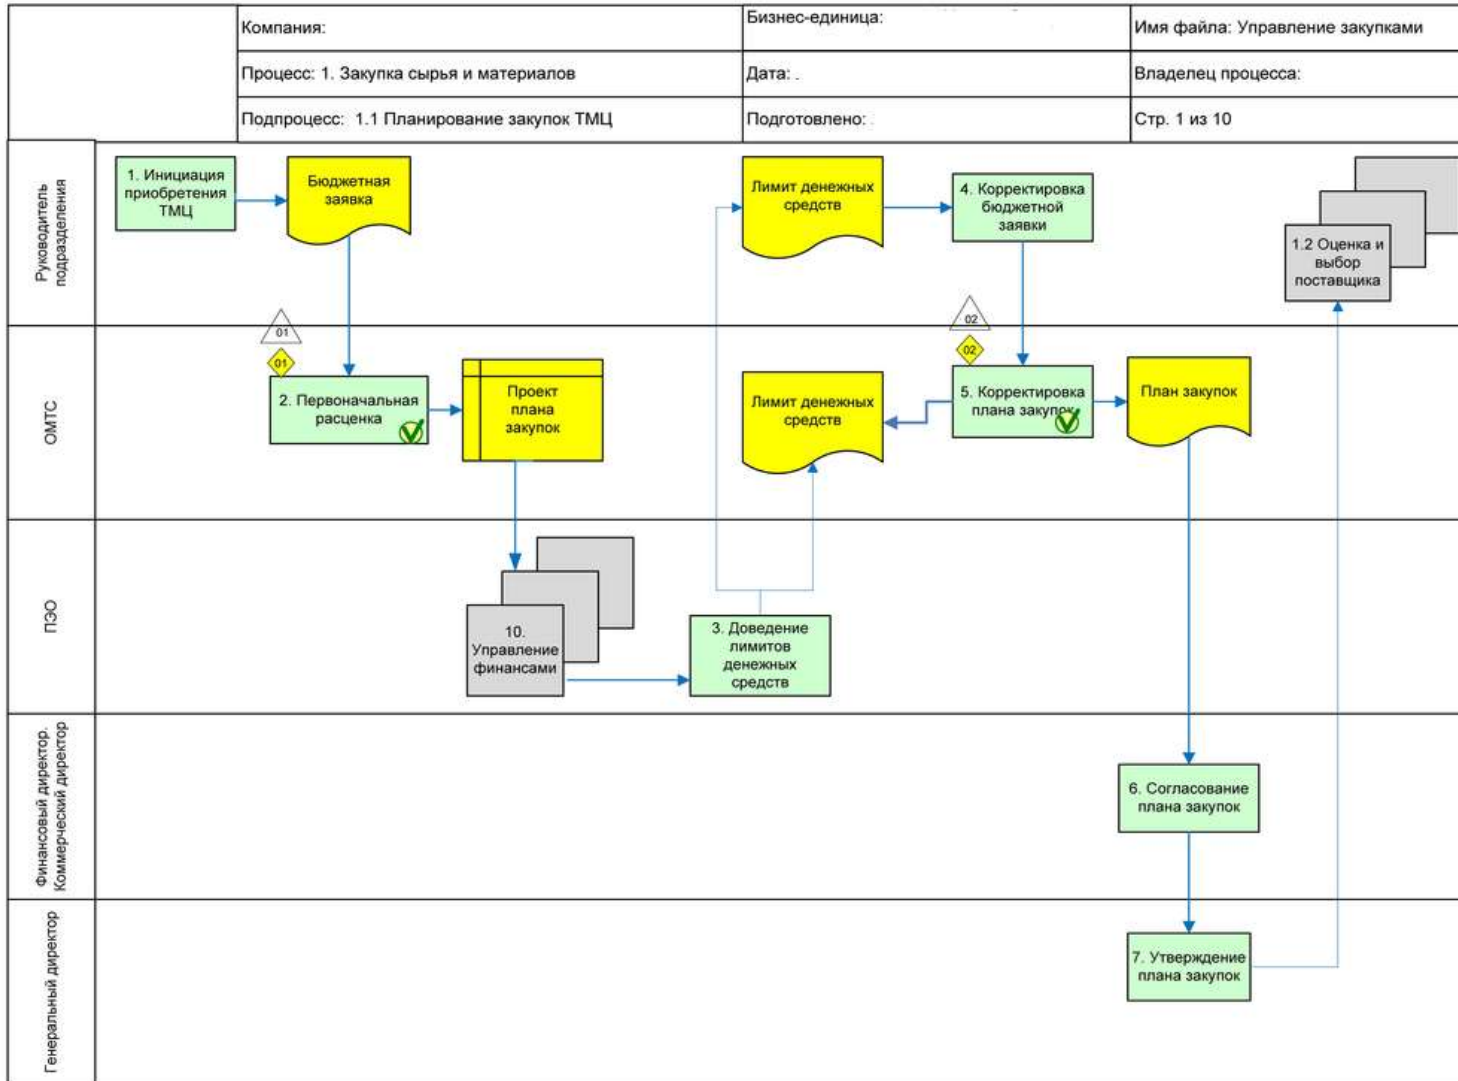 Компания:
Бизнес-единица:
Имя файла: Управление закупками
Процесс: 1. Закупка сырья и материалов
Дата: .
Владелец процесса:
Подпроцесс: 1.1 Планирование закупок ТМЦ
Подготовлено:
Стр. 1 из 10
Руководитель
подразделения
1. Инициация
приобретения
ТМЦ
Бюджетная
заявка
Лимит денежных
средств
4. Корректировка
бюджетной
заявки
1.2 Оценка и
выбор
поставщика
ОМТС
01
01
2. Первоначальная
расценка
Проект
плана
закупок
Лимит денежных
средств
02
02
5. Корректировка
плана закупок
План закупок
ПЭО
10.
Управление
финансами
3. Доведение
лимитов
денежных
средств
Финансовый директор.
Коммерческий директор
6. Согласование
плана закупок
Генеральный директор
7. Утверждение
плана закупок